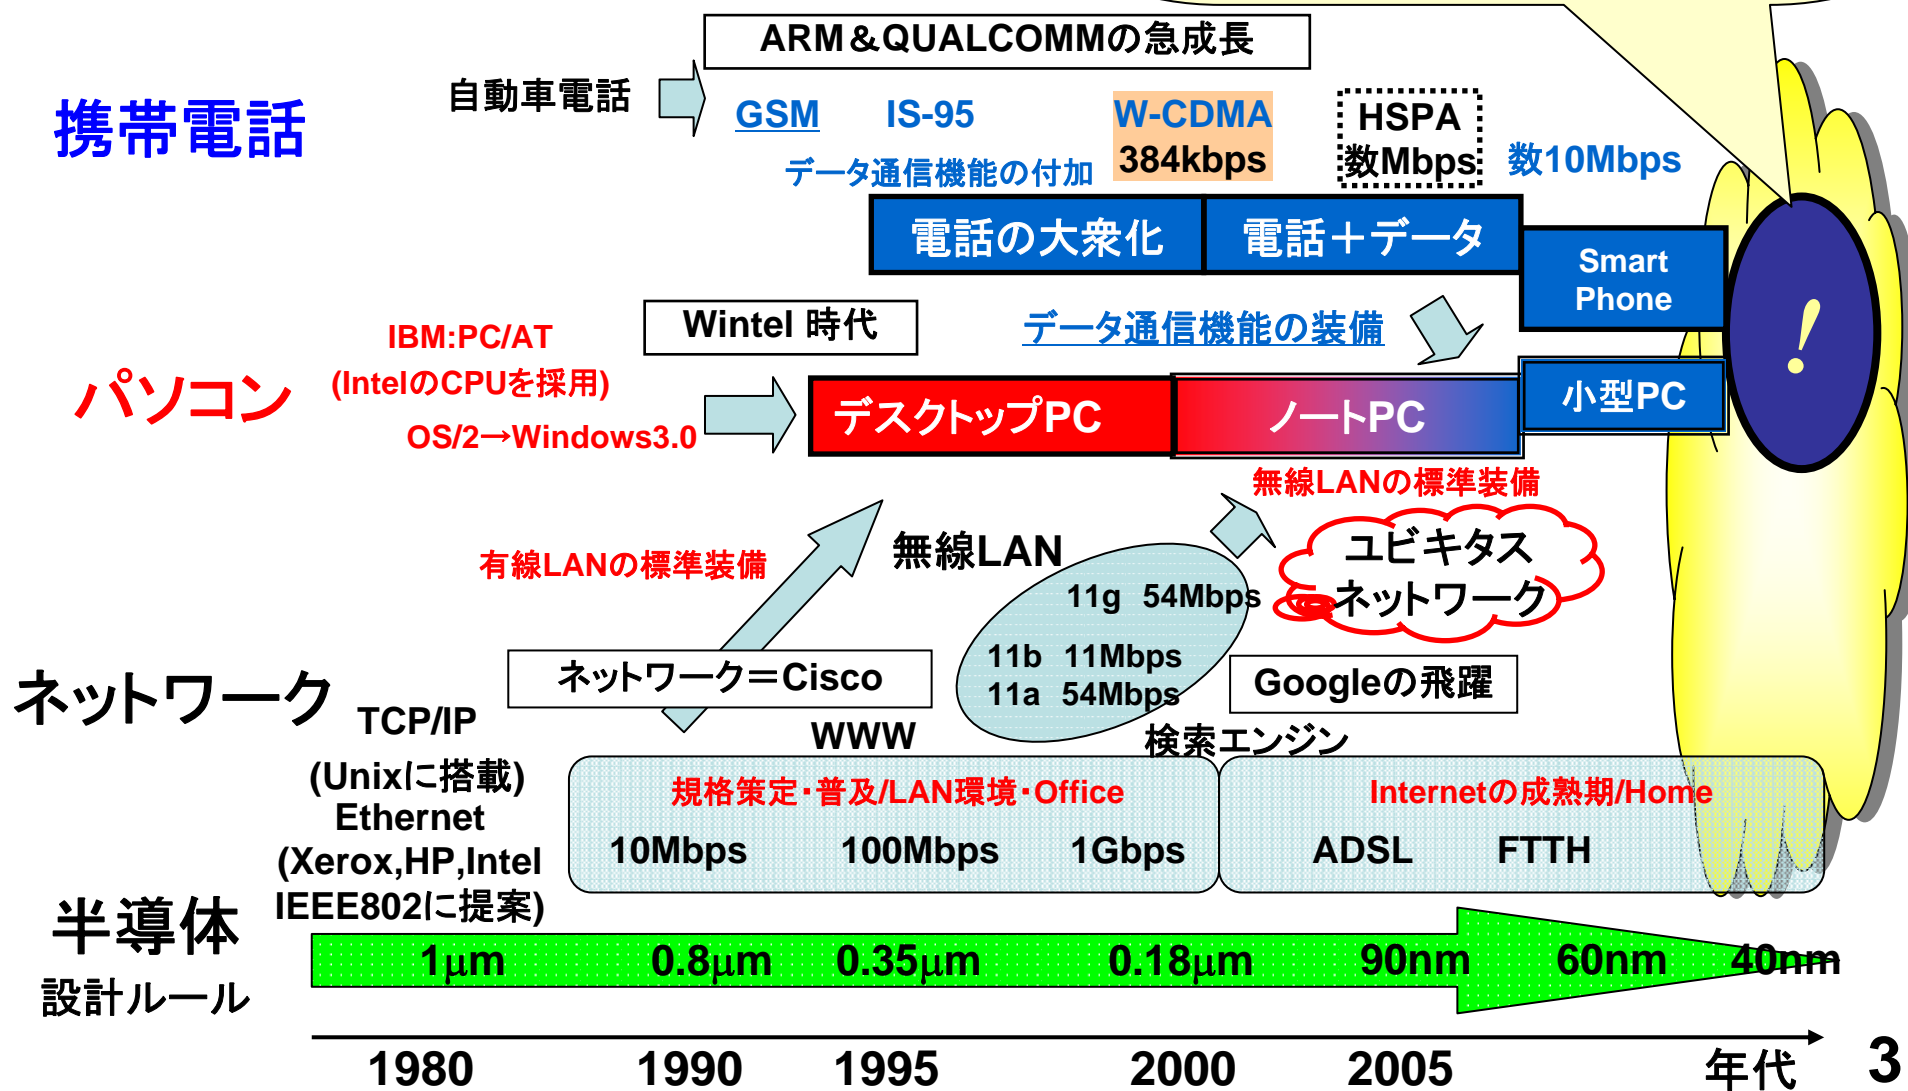 ARM&QUALCOMMの急成長
自動車電話
携帯電話
GSM IS-95 W-CDMA HSPA
384kbps 数Mbps 数10Mbps
データ通信機能の付加
電話の大衆化 電話+データ
Smart
Phone
!
Wintel 時代
データ通信機能の装備
IBM:PC/AT
(IntelのCPUを採用)
パソコン
OS/2→Windows3.0
デスクトップPC ノートPC 小型PC
無線LANの標準装備
有線LANの標準装備
無線LAN
ユビキタス
ネットワーク
11g 54Mbps
11b 11Mbps
11a 54Mbps
ネットワーク=Cisco
Googleの飛躍
ネットワーク
TCP/IP
(Unixに搭載)
Ethernet
(Xerox,HP,Intel
IEEE802に提案)
WWW 検索エンジン
規格策定・普及/LAN環境・Office Internetの成熟期/Home
10Mbps 100Mbps 1Gbps ADSL FTTH
半導体
設計ルール
1μm 0.8μm 0.35μm 0.18μm 90nm 60nm 40nm
1980 1990 1995 2000 2005 年代
3